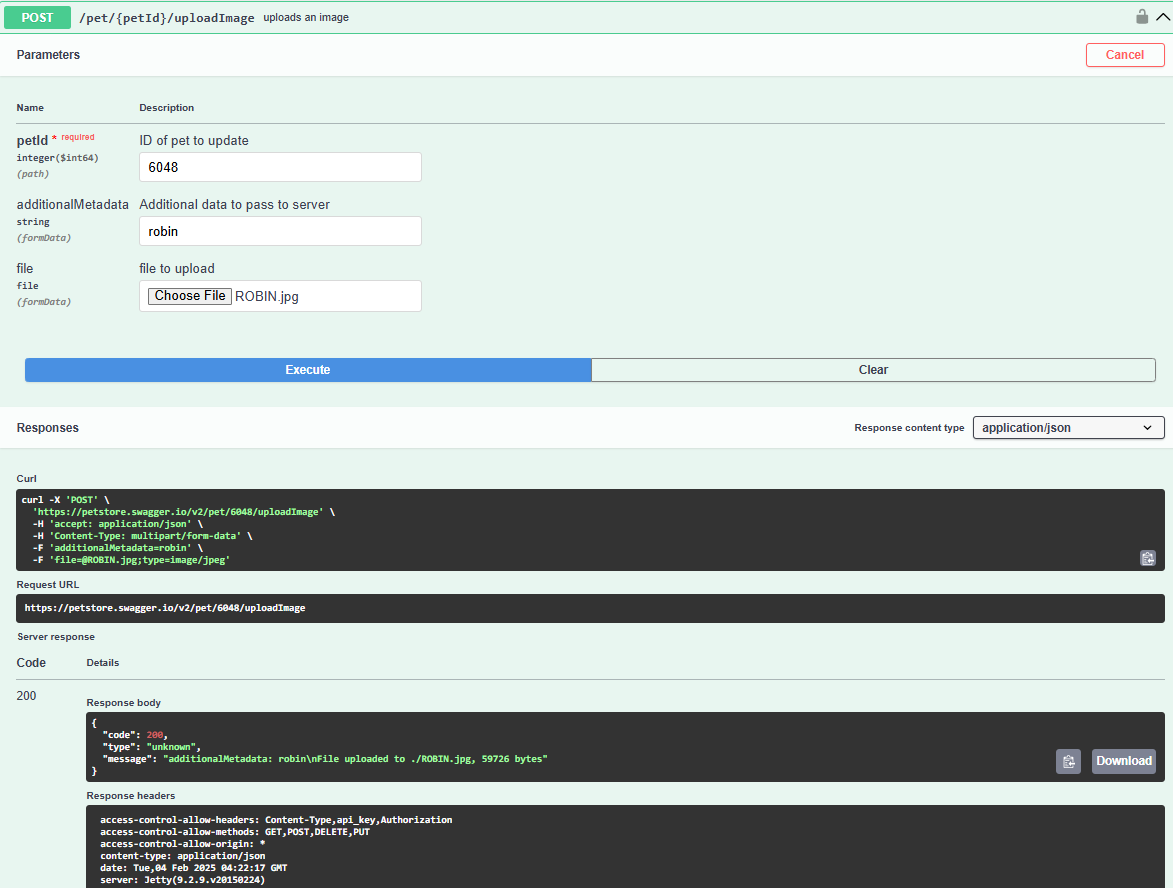 POST /pet/{petId}/uploadImage uploads an image
Parameters
Cancel
Name Description
petId * required
integer($int64)
(path)
ID of pet to update
6048
additionalMetadata
string
(formData)
Additional data to pass to server
robin
file
file
(formData)
file to upload
Choose File ROBIN.jpg
Execute Clear
Responses Response content type application/json
Curl
curl -X 'POST' \
'https://petstore.swagger.io/v2/pet/6048/uploadImage' \
-H 'accept: application/json' \
-H 'Content-Type: multipart/form-data' \
-F 'additionalMetadata=robin' \
-F 'file=@ROBIN.jpg;type=image/jpeg'
Request URL
https://petstore.swagger.io/v2/pet/6048/uploadImage
Server response
Code Details
200
Response body
{
"code": 200,
"type": "unknown",
"message": "additionalMetadata: robin\nFile uploaded to ./ROBIN.jpg, 59726 bytes"
}
Download
Response headers
access-control-allow-headers: Content-Type,api_key,Authorization
access-control-allow-methods: GET,POST,DELETE,PUT
access-control-allow-origin: *
content-type: application/json
date: Tue,04 Feb 2025 04:22:17 GMT
server: Jetty(9.2.9.v20150224)